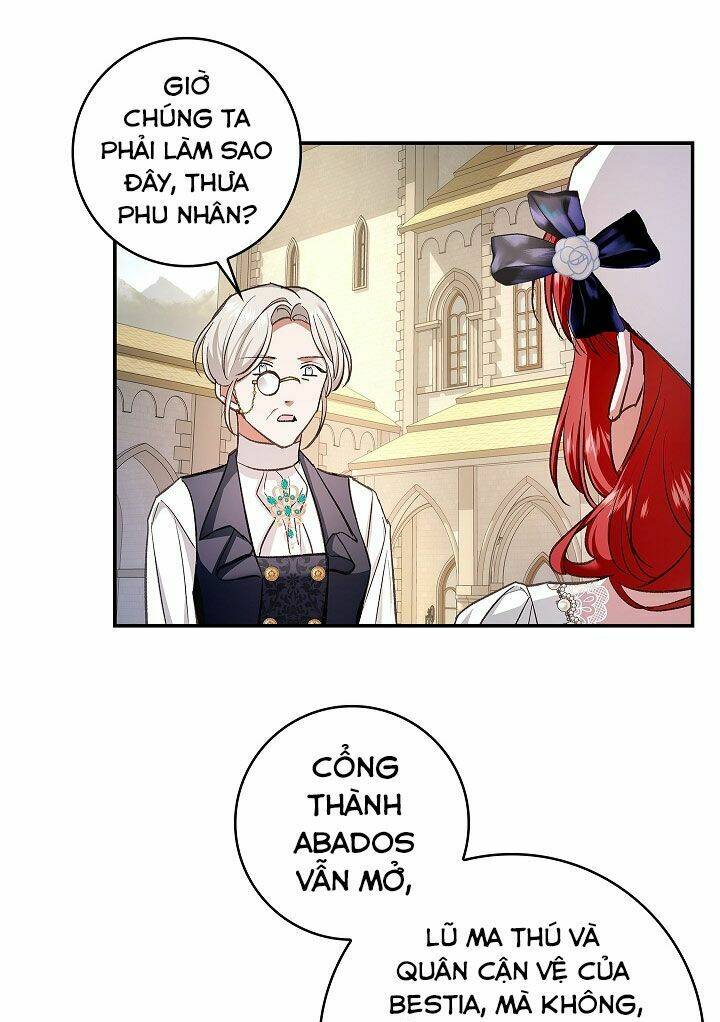 GIỜ
CHÚNG TA
PHẢI LÀM SAO
ĐÂY, THƯA
PHU NHÂN?
CỔNG
THÀNH
ABADOS
VẪN MỞ,
LŨ MA THÚ VÀ
QUÂN CẬN VỆ CỦA
BESTIA, MÀ KHÔNG,